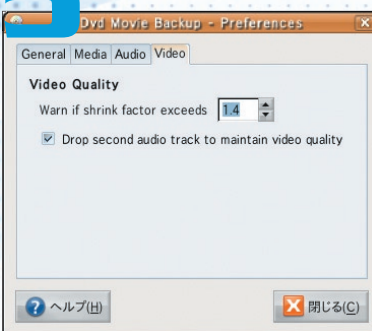 Dvd Movie Backup - Preferences
General Media Audio Video
Video Quality
Warn if shrink factor exceeds 1.4
Drop second audio track to maintain video quality
ヘルプ(H) 閉じる(C)